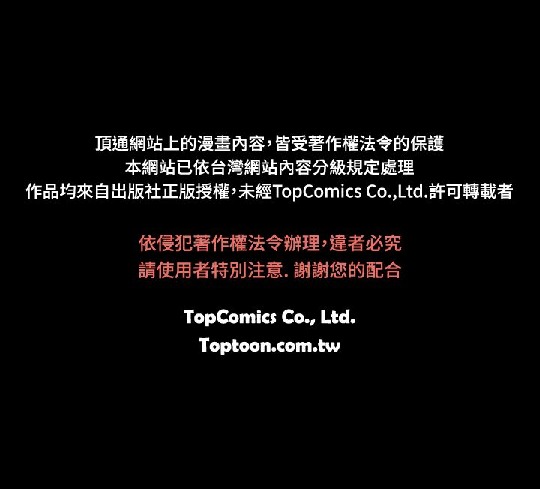 頂通網站上的漫畫內容，皆受著作權法令的保護
本網站已依台灣網站內容分級規定處理
作品均來自出版社正版授權，未經TopComics Co.,Ltd.許可轉載者
依侵犯著作權法令辦理，違者必究
請使用者特別注意. 謝謝您的配合
TopComics Co., Ltd.
Toptoon.com.tw